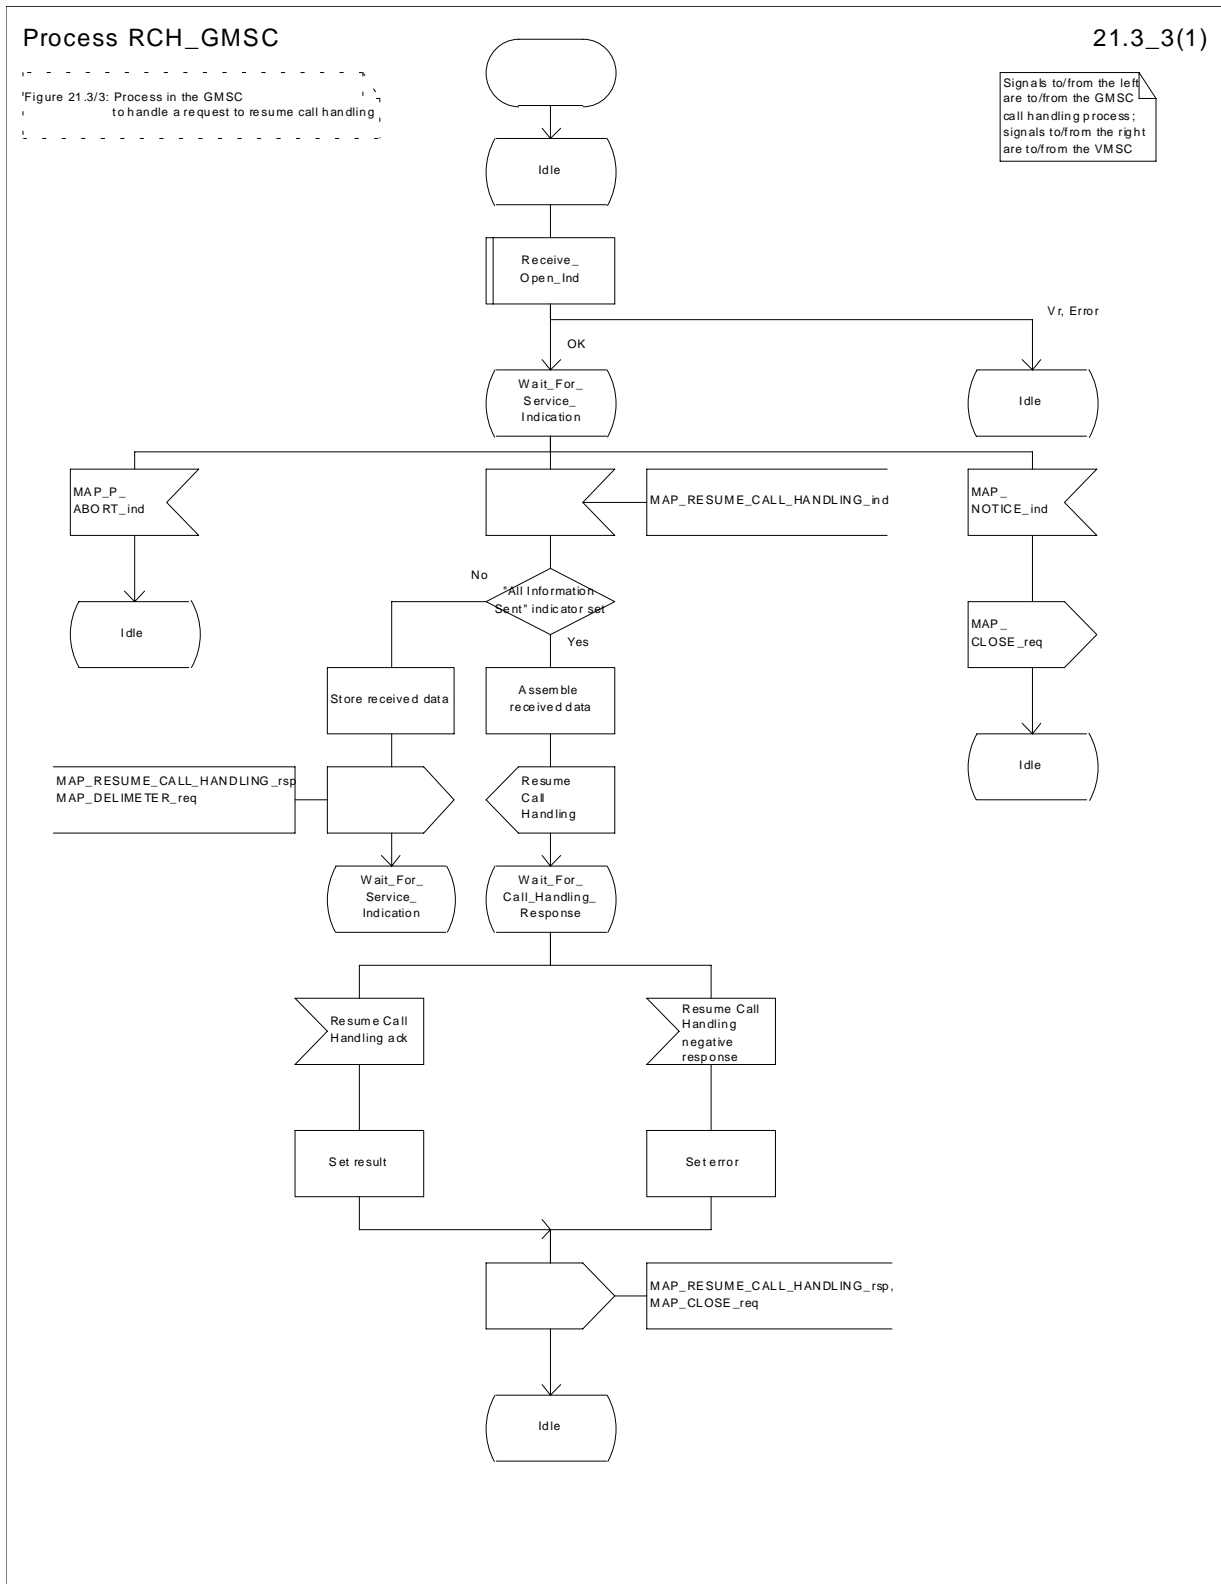 Process RCH_GMSC
21.3_3(1)
Figure 21.3/3: Process in the GMSC
to handle a request to resume call handling
Signals to/from the left
are to/from the GMSC
call handling process;
signals to/from the right
are to/from the VMSC
Idle
Receive_
Open_Ind
Vr, Error
OK
Wait_For_
Service_
Indication
Idle
MAP_P_
ABORT_ind
MAP_RESUME_CALL_HANDLING_ind
MAP_
NOTICE_ind
No
"All Information
Sent" indicator set
Yes
Idle
MAP_
CLOSE_req
Store received data
Assemble
received data
Idle
MAP_RESUME_CALL_HANDLING_rsp
MAP_DELIMETER_req
Resume
Call
Handling
Wait_For_
Service_
Indication
Wait_For_
Call_Handling_
Response
Resume Call
Handling ack
Resume Call
Handling
negative
response
Set result
Set error
MAP_RESUME_CALL_HANDLING_rsp,
MAP_CLOSE_req
Idle